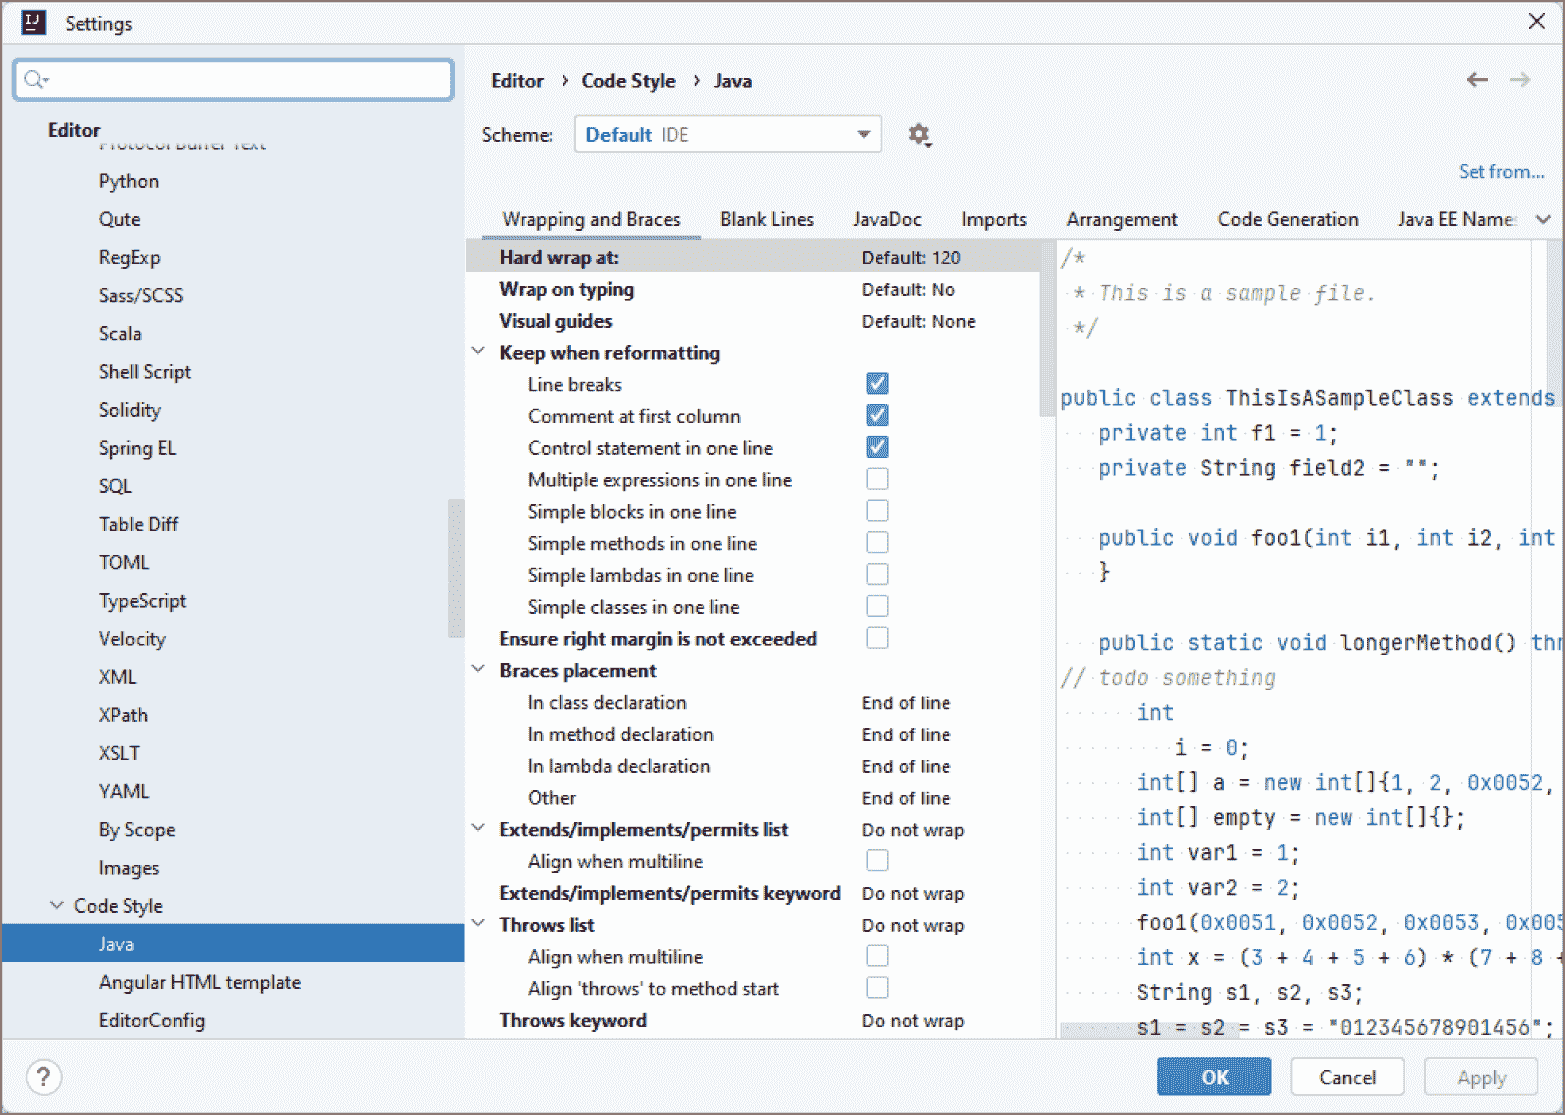 IJ
Settings
Editor
Protocol Buffer Text
Python
Qute
RegExp
Sass/SCSS
Scala
Shell Script
Solidity
Spring EL
SQL
Table Diff
TOML
TypeScript
Velocity
XML
XPath
XSLT
YAML
By Scope
Images
Code Style
Java
Angular HTML template
EditorConfig
Editor › Code Style › Java
Scheme: Default IDE
Set from...
Wrapping and Braces Blank Lines JavaDoc Imports Arrangement Code Generation Java EE Name
Hard wrap at: Default: 120
Wrap on typing Default: No
Visual guides Default: None
Keep when reformatting
Line breaks
Comment at first column
Control statement in one line
Multiple expressions in one line
Simple blocks in one line
Simple methods in one line
Simple lambdas in one line
Simple classes in one line
Ensure right margin is not exceeded
Braces placement
In class declaration End of line
In method declaration End of line
In lambda declaration End of line
Other End of line
Extends/implements/permits list Do not wrap
Align when multiline
Extends/implements/permits keyword Do not wrap
Throws list Do not wrap
Align when multiline
Align 'throws' to method start
Throws keyword Do not wrap
/*
* This is a sample file.
*/
public class ThisIsASampleClass extends
private int f1 = 1;
private String field2 = "";
public void foo1(int i1, int i2, int
}
public static void longerMethod() thr
// todo something
int
i = 0;
int[] a = new int[]{1, 2, 0x0052,
int[] empty = new int[]{};
int var1 = 1;
int var2 = 2;
foo1(0x0051, 0x0052, 0x0053, 0x005
int x = (3 + 4 + 5 + 6) * (7 + 8 +
String s1, s2, s3;
s1 = s2 = s3 = "012345678901456";
?
OK Cancel Apply